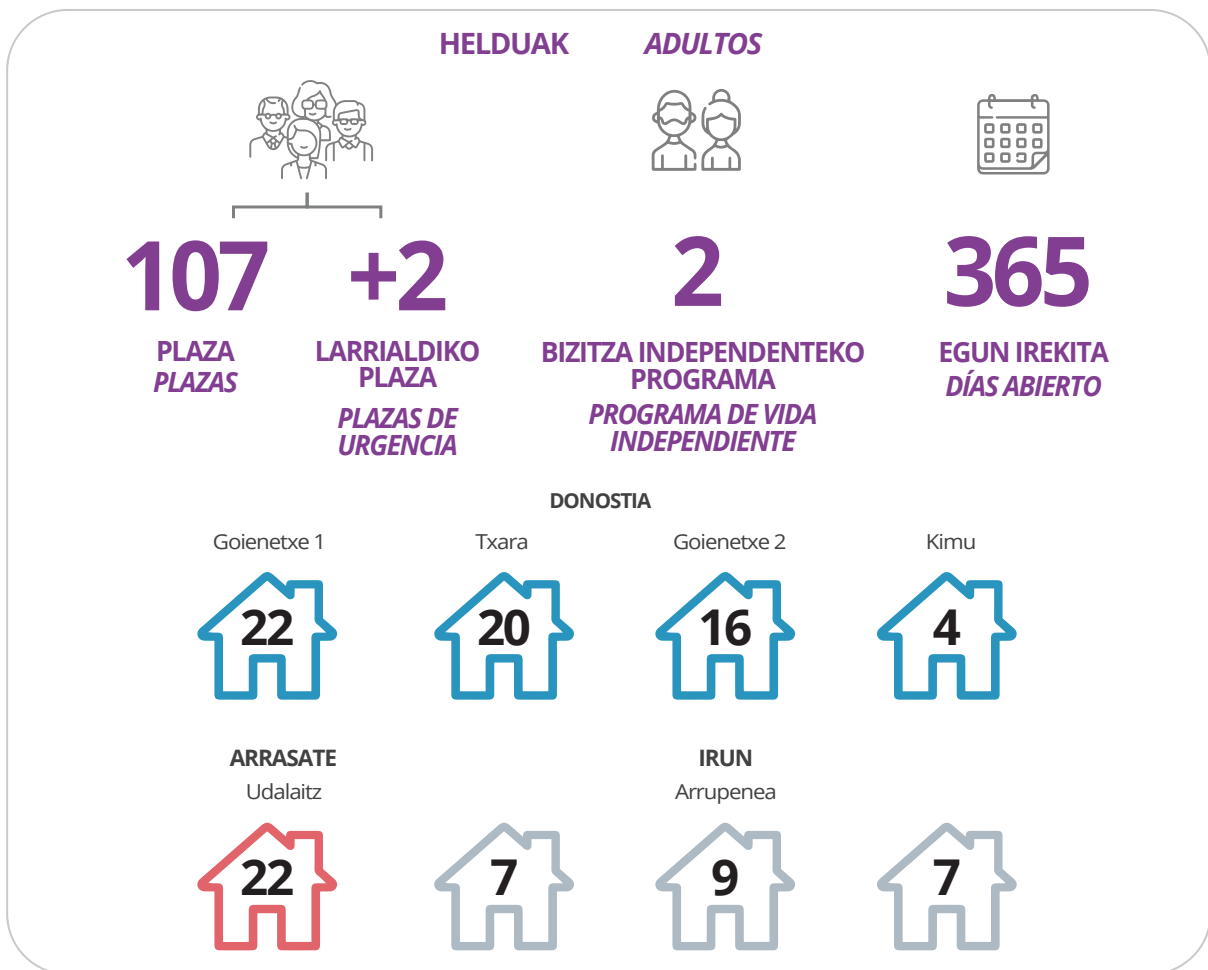 HELDUAK ADULTOS
107 +2 2 365
PLAZA
PLAZAS
LARRIALDIKO
PLAZA
PLAZAS DE
URGENCIA
BIZITZA INDEPENDENTEKO
PROGRAMA
PROGRAMA DE VIDA
INDEPENDIENTE
EGUN IREKITA
DÍAS ABIERTO
DONOSTIA
Goienetxe 1 Txara Goienetxe 2 Kimu
22 20 16 4
ARRASATE IRUN
Udalaitz Arrupenea
22 7 9 7